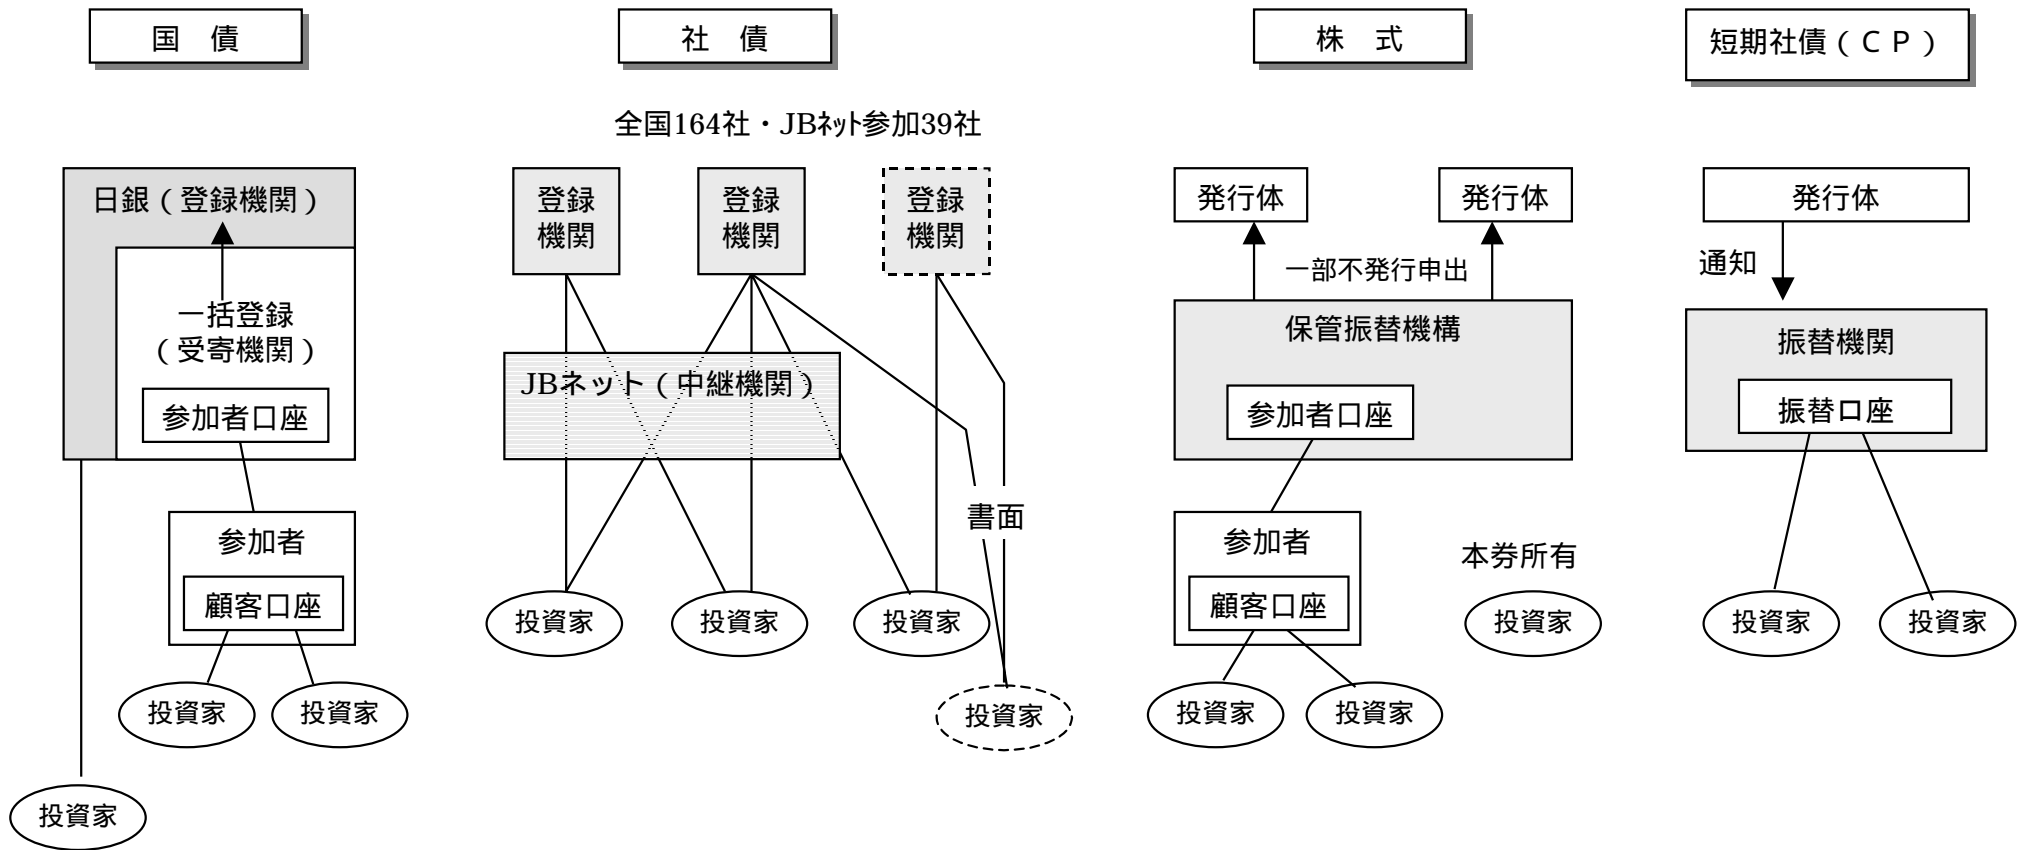 国　債
社　債
株　式
短期社債（ＣＰ）
全国164社・JBﾈｯﾄ参加39社
日銀（登録機関）
一括登録
（受寄機関）
参加者口座
参加者
顧客口座
投資家
投資家
投資家
登録
機関
登録
機関
登録
機関
JBネット（中継機関）
書面
投資家
投資家
投資家
投資家
発行体
発行体
一部不発行申出
保管振替機構
参加者口座
参加者
顧客口座
本券所有
投資家
投資家
投資家
発行体
通知
振替機関
振替口座
投資家
投資家